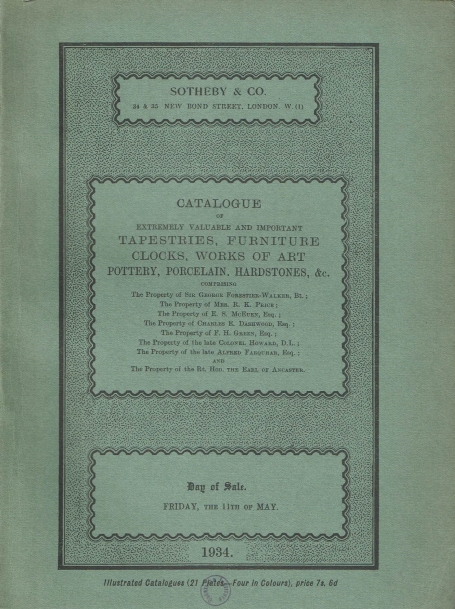 SOTHEBY & CO.
34 & 35 NEW BOND STREET, LONDON, W. (1)
CATALOGUE
OF
EXTREMELY VALUABLE AND IMPORTANT
TAPESTRIES, FURNITURE
CLOCKS, WORKS OF ART
POTTERY, PORCELAIN, HARDSTONES, &c.
COMPRISING
The Property of SIR GEORGE FORESTIER-WALKER, Bt.;
The Property of MRS. R. K. PRICE;
The Property of E. S. McEUEN, Esq.;
The Property of CHARLES E. DASHWOOD, Esq.;
The Property of F. H. GREEN, Esq.;
The Property of the late COLONEL HOWARD, D.L.;
The Property of the late ALFRED FARQUHAR, Esq.;
AND
The Property of the Rt. Hon. THE EARL OF ANCASTER.
Day of Sale.
FRIDAY, THE 11TH OF MAY.
1934.
Illustrated Catalogues (21 Plates—Four in Colours), price 7s. 6d